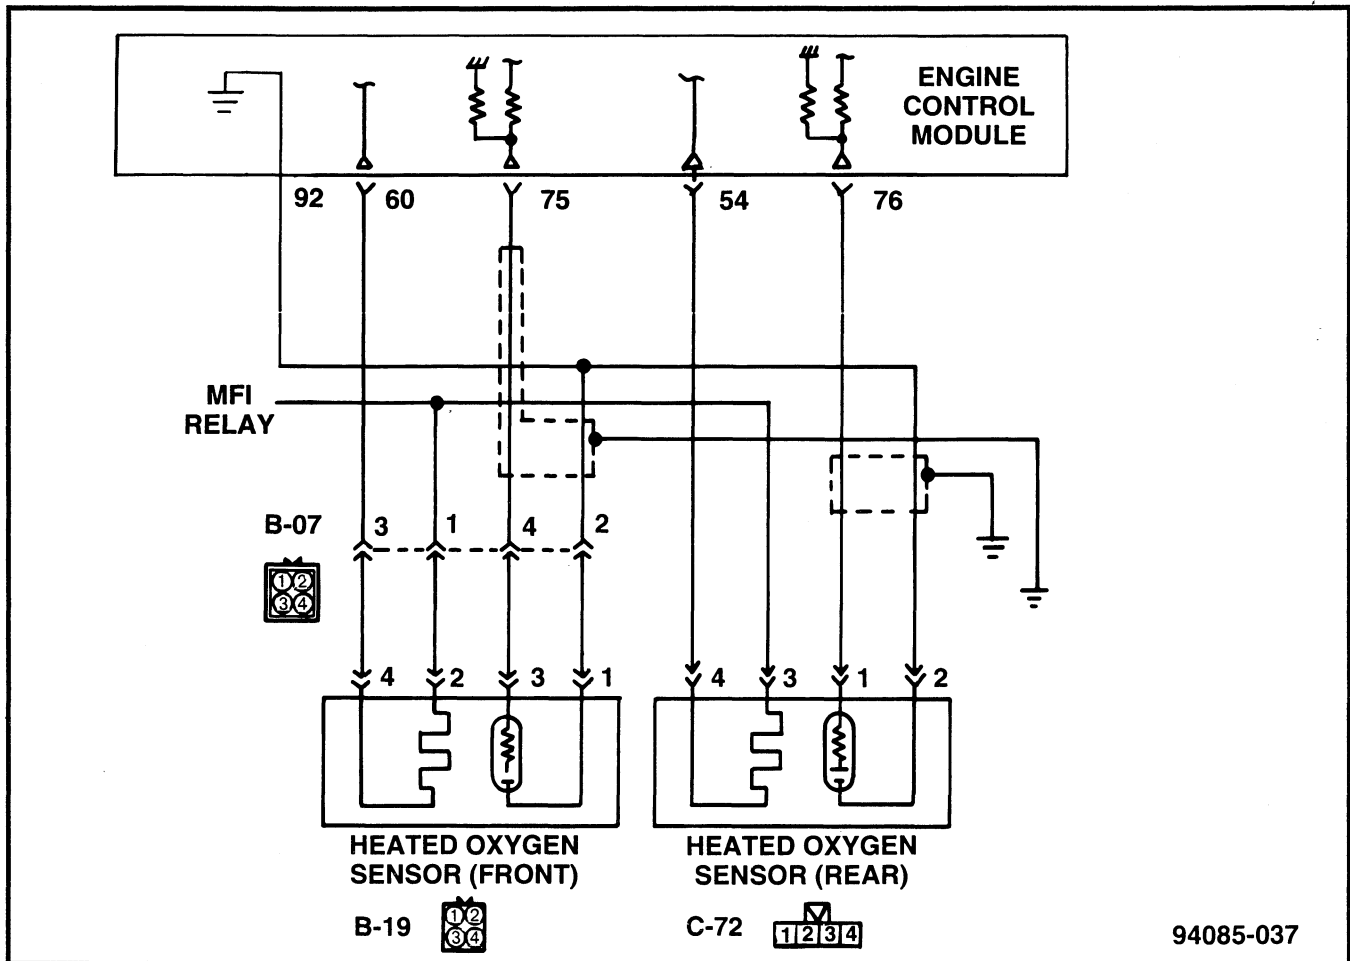 ENGINE
CONTROL
MODULE
92 60 75 54 76
MFI
RELAY
B-07 3 1 4 2
1 2
3 4
4 2 3 1 4 3 1 2
HEATED OXYGEN
SENSOR (FRONT)
HEATED OXYGEN
SENSOR (REAR)
B-19
1 2
3 4
C-72
1 2 3 4
94085-037